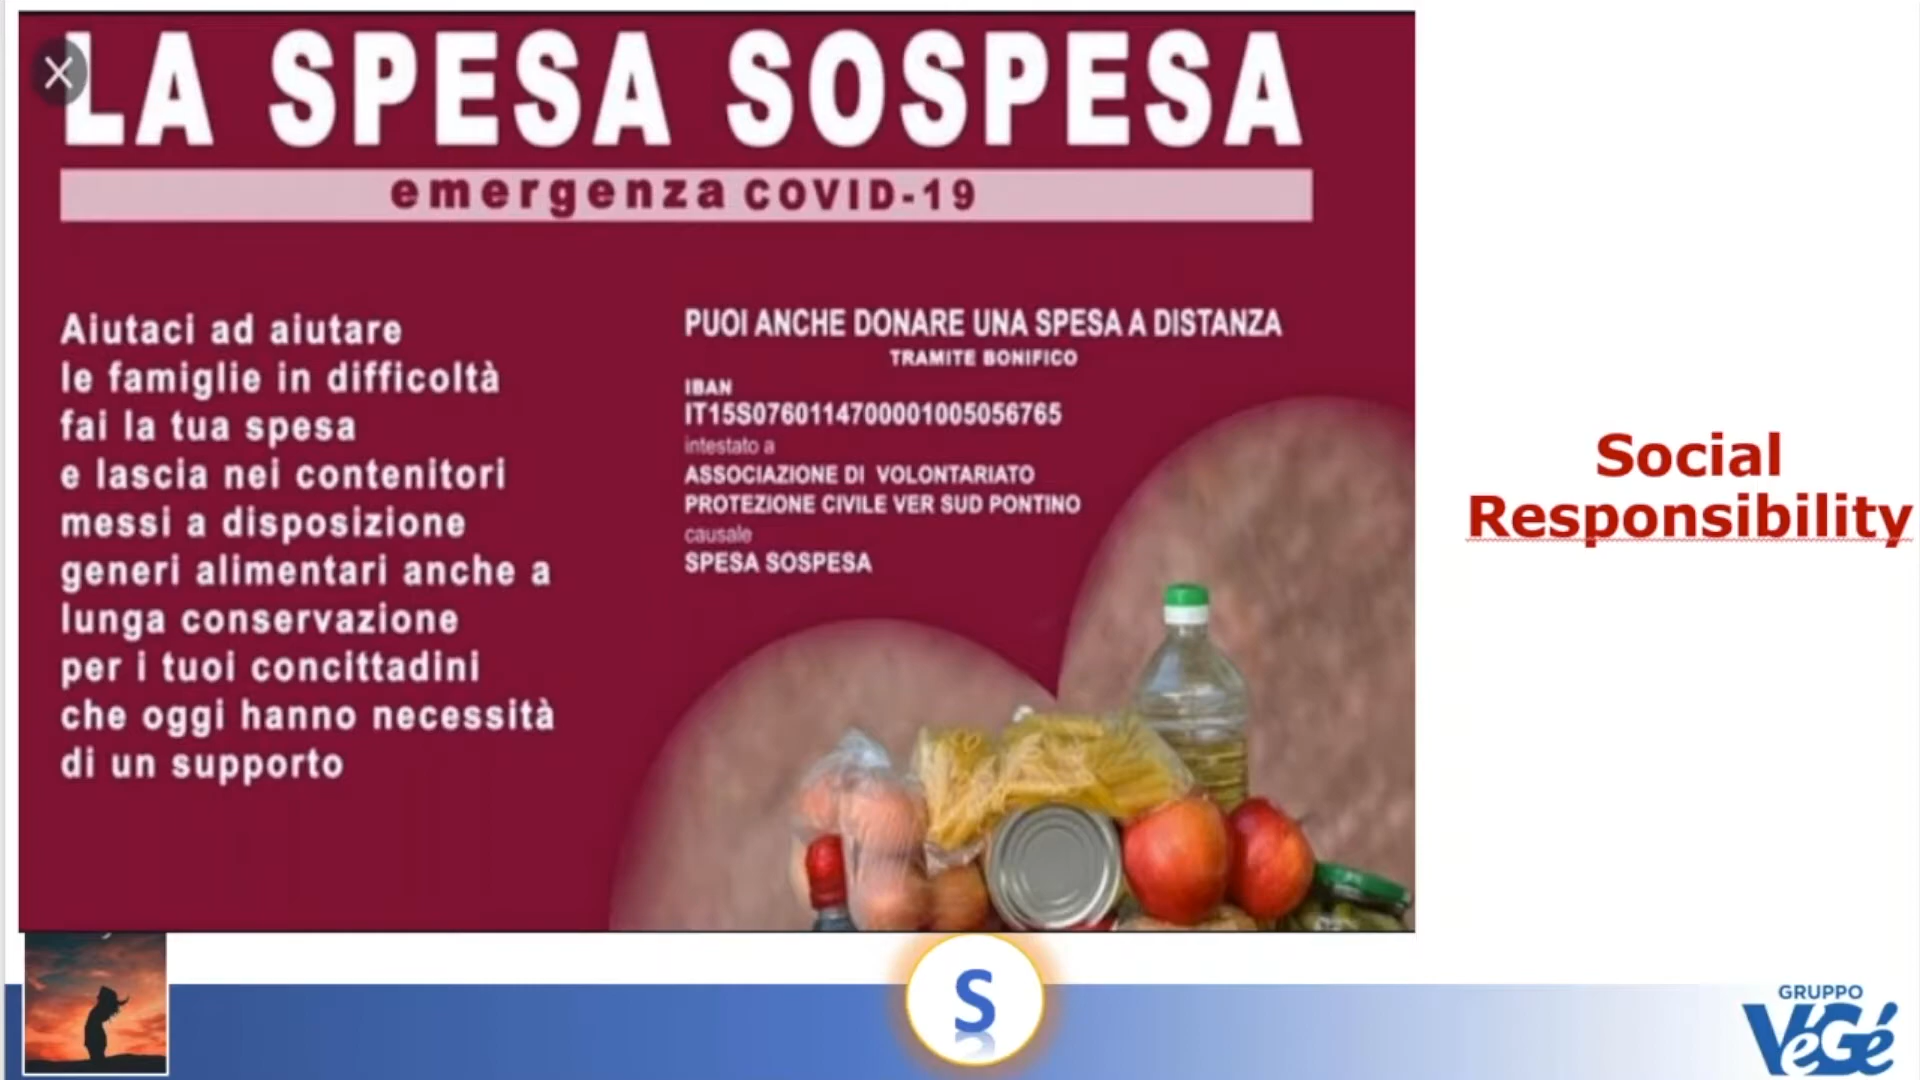 LA SPESA SOSPESA
emergenza COVID-19
Aiutaci ad aiutare
le famiglie in difficoltà
fai la tua spesa
e lascia nei contenitori
messi a disposizione
generi alimentari anche a
lunga conservazione
per i tuoi concittadini
che oggi hanno necessità
di un supporto
PUOI ANCHE DONARE UNA SPESA A DISTANZA
TRAMITE BONIFICO
IBAN
IT15S0760114700001005056765
intestato a
ASSOCIAZIONE DI VOLONTARIATO
PROTEZIONE CIVILE VER SUD PONTINO
causale
SPESA SOSPESA
Social
Responsibility
S
GRUPPO
VéGé